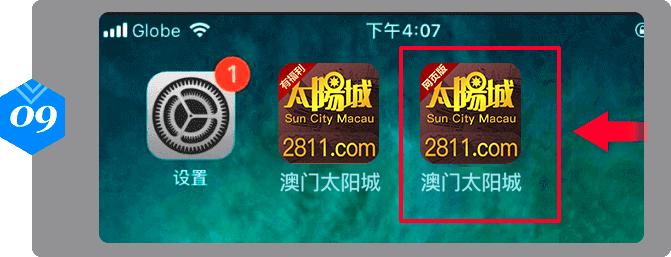 09
Globe
下午4:07
1
有福利
太陽城
Sun City Macau
2811.com
网页版
太陽城
Sun City Macau
2811.com
设置
澳门太阳城
澳门太阳城